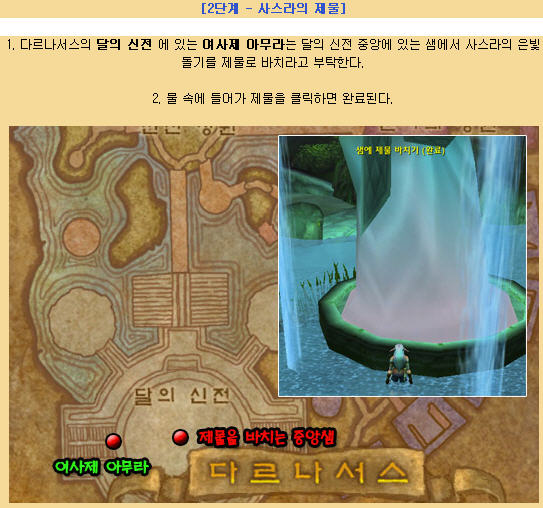 [2단계 - 사스라의 제물]
1. 다르나서스의 달의 신전 에 있는 여사제 아무라는 달의 신전 중앙에 있는 샘에서 사스라의 은빛
돌기를 제물로 바치라고 부탁한다.
2. 물 속에 들어가 제물을 클릭하면 완료된다.
샘에 제물 바치기 (완료)
달의 신전
제물을 바치는 중앙샘
여사제 아무라
다르나서스